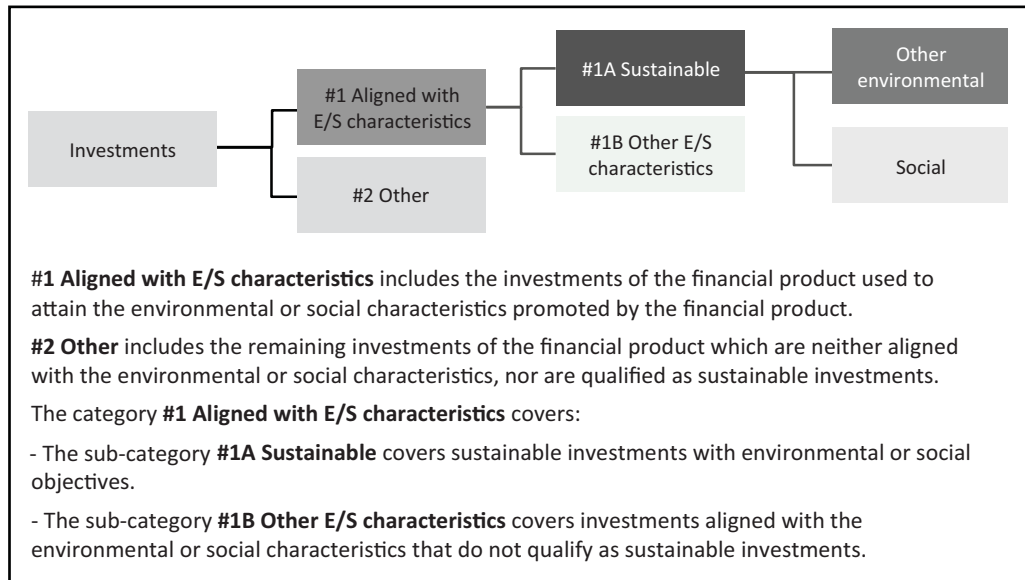 Investments
#1 Aligned with
E/S characteristics
#2 Other
#1A Sustainable
#1B Other E/S
characteristics
Other
environmental
Social
#1 Aligned with E/S characteristics includes the investments of the financial product used to
attain the environmental or social characteristics promoted by the financial product.
#2 Other includes the remaining investments of the financial product which are neither aligned
with the environmental or social characteristics, nor are qualified as sustainable investments.
The category #1 Aligned with E/S characteristics covers:
- The sub-category #1A Sustainable covers sustainable investments with environmental or social
objectives.
- The sub-category #1B Other E/S characteristics covers investments aligned with the
environmental or social characteristics that do not qualify as sustainable investments.